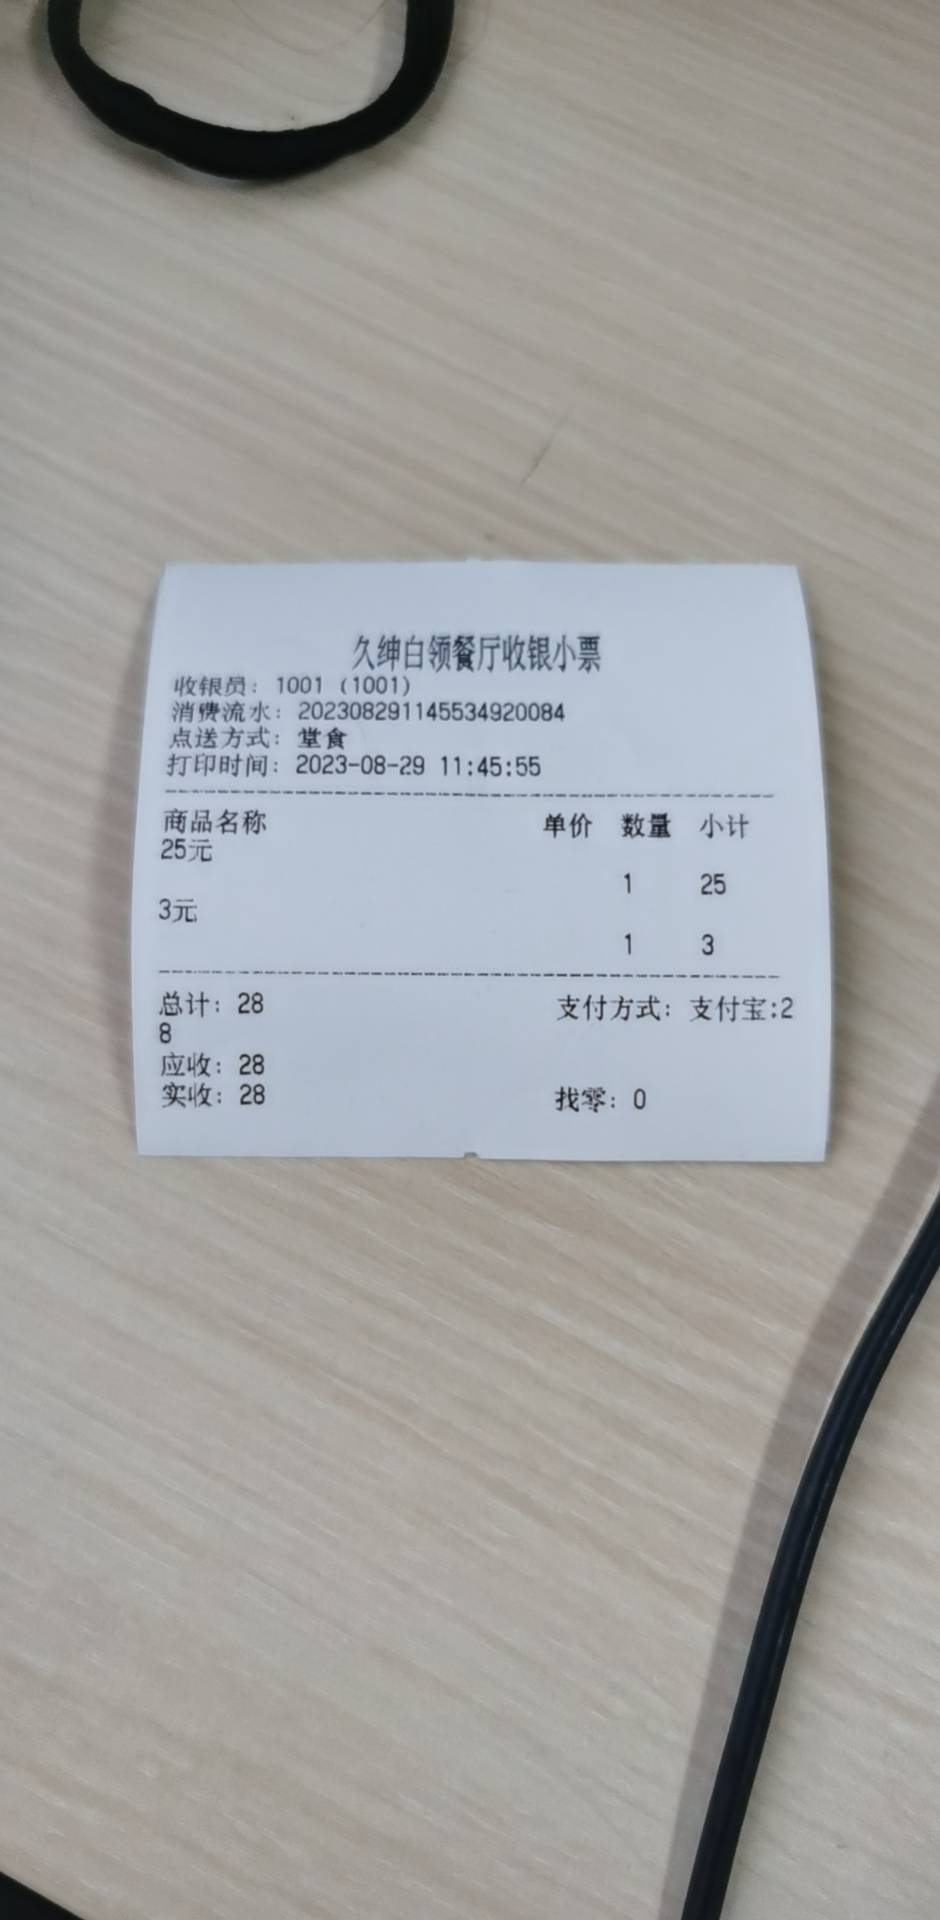 久绅白领餐厅收银小票
收银员: 1001 (1001)
消费流水: 202308291145534920084
点送方式: 堂食
打印时间: 2023-08-29 11:45:55
商品名称 单价 数量 小计
25元
1 25
3元
1 3
总计: 28 支付方式: 支付宝:2
8
应收: 28
实收: 28 找零: 0